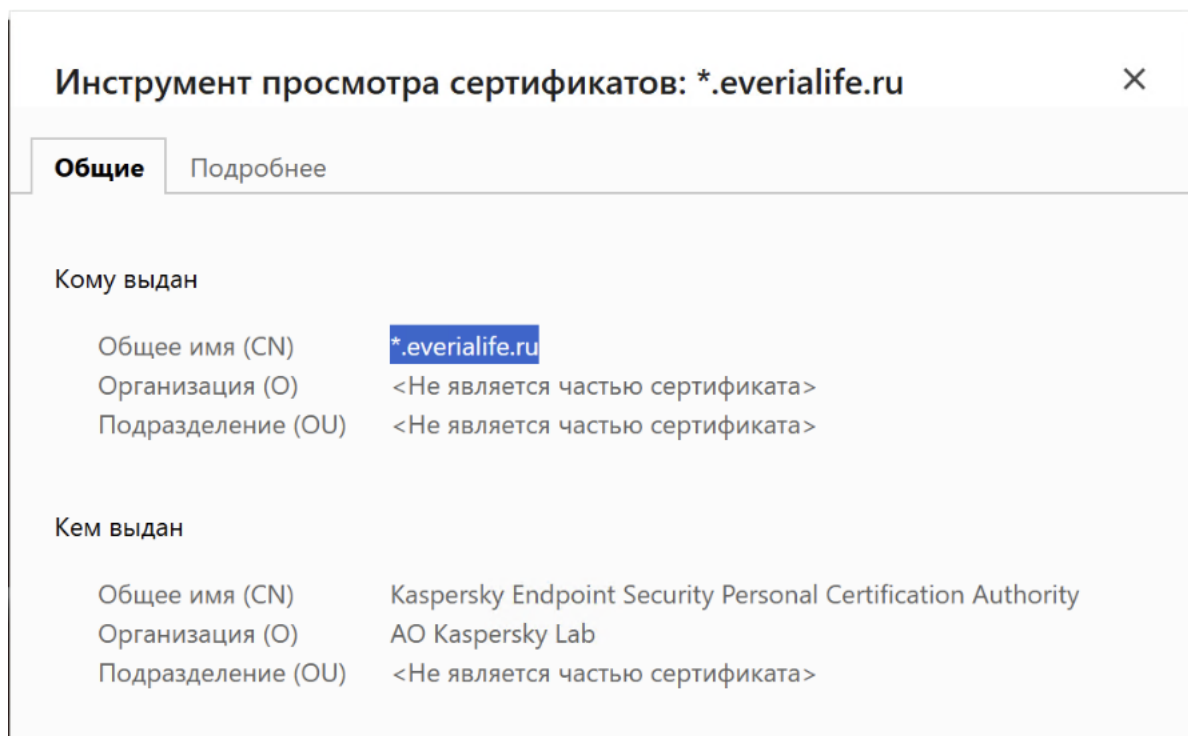 Инструмент просмотра сертификатов: *.everialife.ru ×
Общие Подробнее
Кому выдан
Общее имя (CN) *.everialife.ru
Организация (O) <Не является частью сертификата>
Подразделение (OU) <Не является частью сертификата>
Кем выдан
Общее имя (CN) Kaspersky Endpoint Security Personal Certification Authority
Организация (O) AO Kaspersky Lab
Подразделение (OU) <Не является частью сертификата>